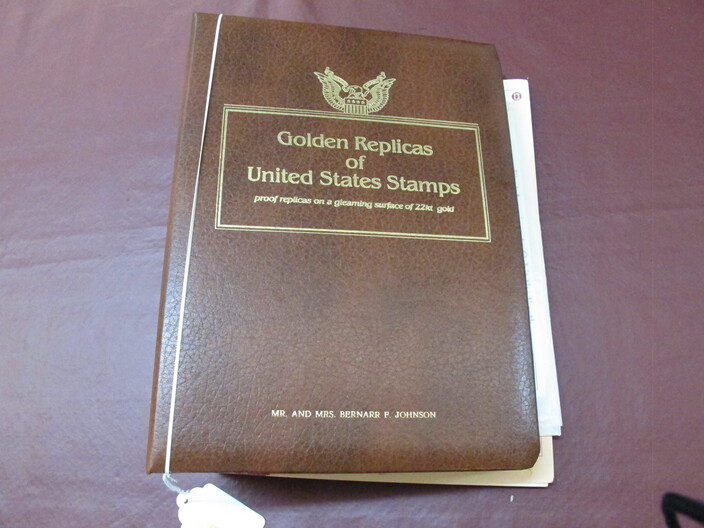 Golden Replicas
of
United States Stamps
proof replicas on a gleaming surface of 22kt. gold
MR. AND MRS. BERNARR F. JOHNSON